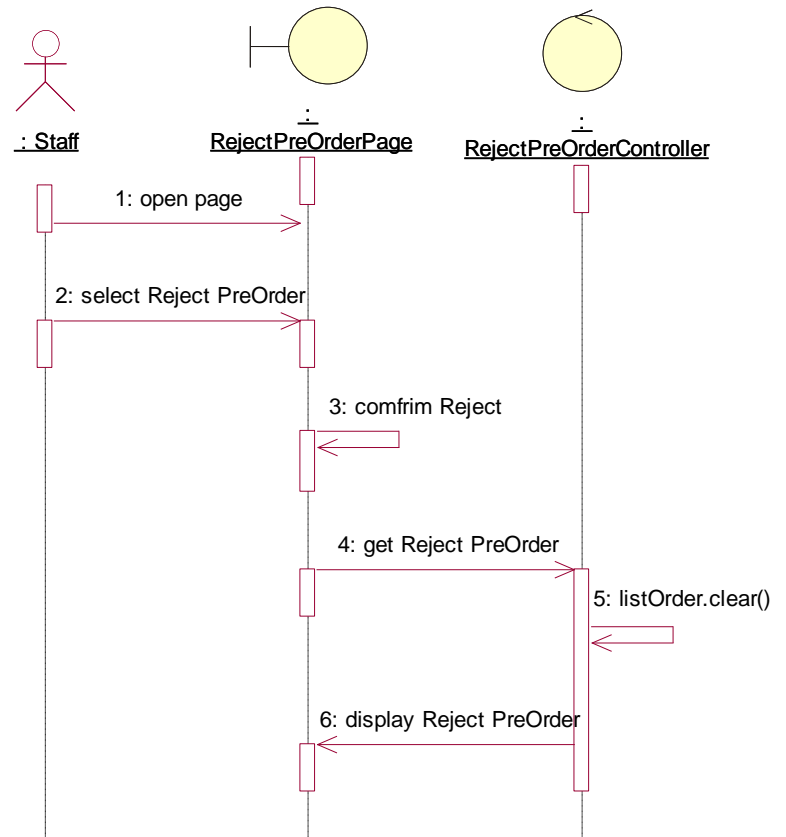 : Staff
:
RejectPreOrderPage
:
RejectPreOrderController
1: open page
2: select Reject PreOrder
3: comfrim Reject
4: get Reject PreOrder
5: listOrder.clear()
6: display Reject PreOrder